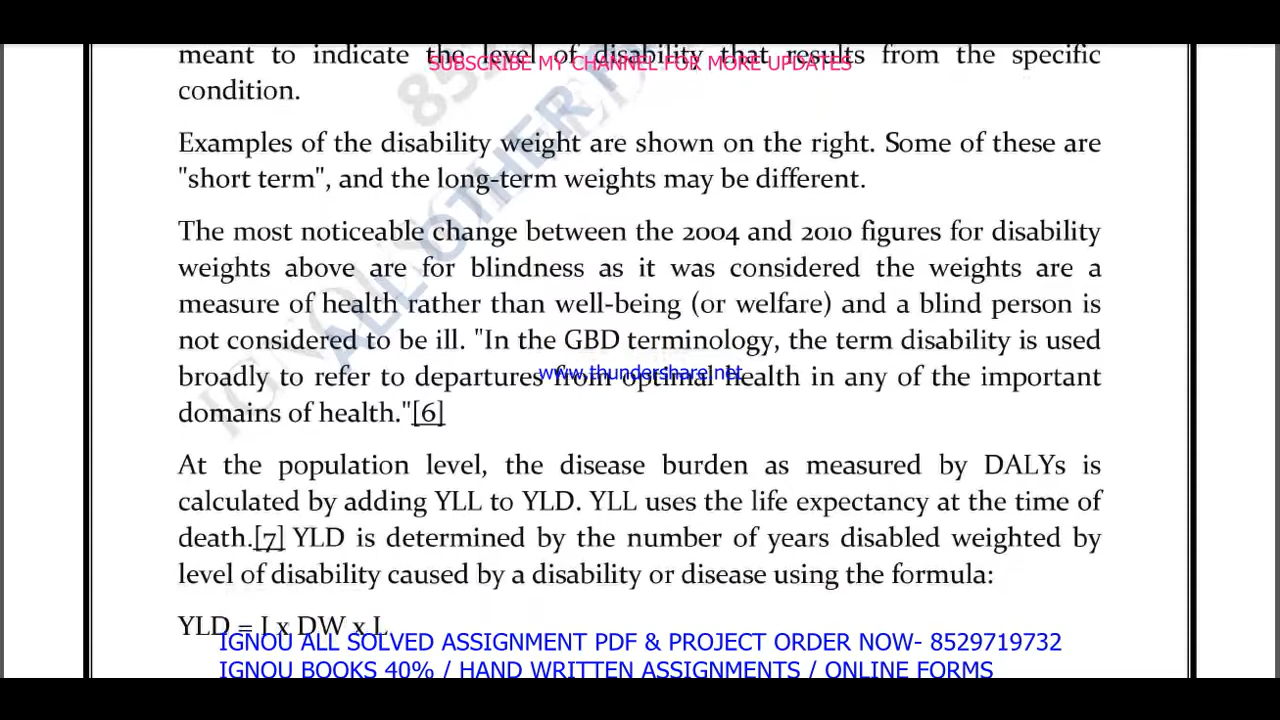 meant to indicate the level of disability that results from the specific
SUBSCRIBE MY CHANNEL FOR MORE UPDATES
condition.
Examples of the disability weight are shown on the right. Some of these are
"short term", and the long-term weights may be different.
The most noticeable change between the 2004 and 2010 figures for disability
weights above are for blindness as it was considered the weights are a
measure of health rather than well-being (or welfare) and a blind person is
not considered to be ill. "In the GBD terminology, the term disability is used
www.thundershare.net
broadly to refer to departures from optimal health in any of the important
domains of health."[6]
At the population level, the disease burden as measured by DALYs is
calculated by adding YLL to YLD. YLL uses the life expectancy at the time of
death.[7] YLD is determined by the number of years disabled weighted by
level of disability caused by a disability or disease using the formula:
YLD = I x DW x L
IGNOU ALL SOLVED ASSIGNMENT PDF & PROJECT ORDER NOW- 8529719732
IGNOU BOOKS 40% / HAND WRITTEN ASSIGNMENTS / ONLINE FORMS
ALL OTHER